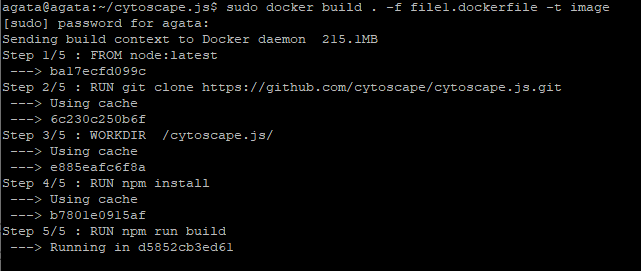 agata@agata:~/cytoscape.js$ sudo docker build . -f file1.dockerfile -t image
[sudo] password for agata:
Sending build context to Docker daemon  215.1MB
Step 1/5 : FROM node:latest
 ---> ba17ecfd099c
Step 2/5 : RUN git clone https://github.com/cytoscape/cytoscape.js.git
 ---> Using cache
 ---> 6c230c250b6f
Step 3/5 : WORKDIR  /cytoscape.js/
 ---> Using cache
 ---> e885eafc6f8a
Step 4/5 : RUN npm install
 ---> Using cache
 ---> b7801e0915af
Step 5/5 : RUN npm run build
 ---> Running in d5852cb3ed61